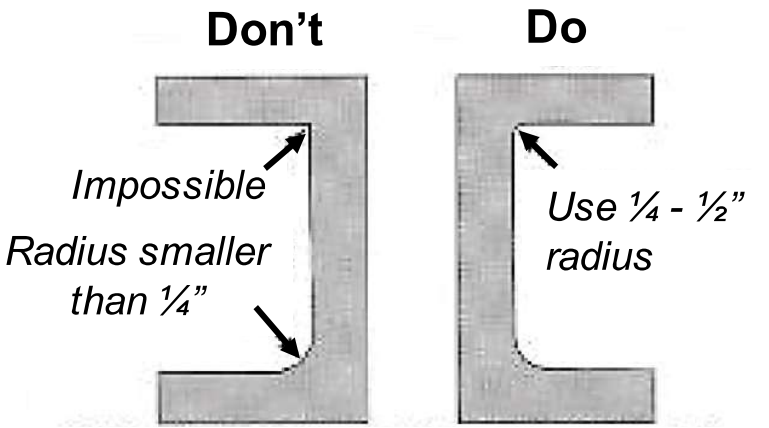 Don’t
Do
Impossible
Radius smaller
than ¼”
Use ¼ - ½”
radius